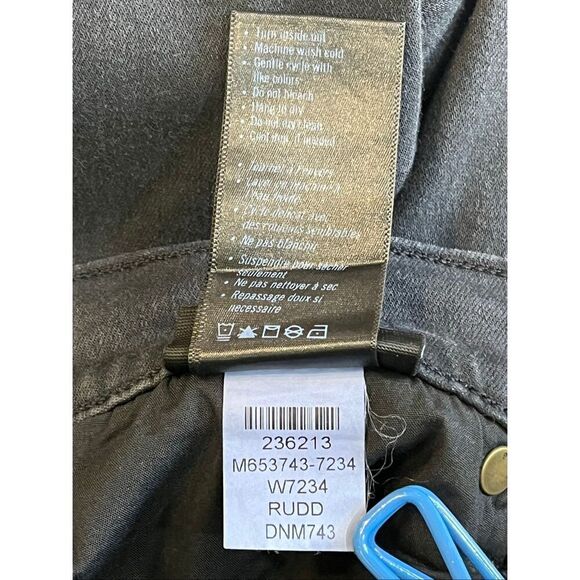 • Turn inside out
• Machine wash cold
• Gentle cycle with
like colors
• Do not bleach
• Hang to dry
• Do not dry clean
• Cool iron, if needed
• Tourner à l'envers
• Laver en machine à
l'eau froide
• Cycle délicat avec
des couleurs semblables
• Ne pas blanchir
• Suspendre pour sécher
seulement
• Ne pas nettoyer à sec
• Repassage doux si
nécessaire
236213
M653743-7234
W7234
RUDD
DNM743